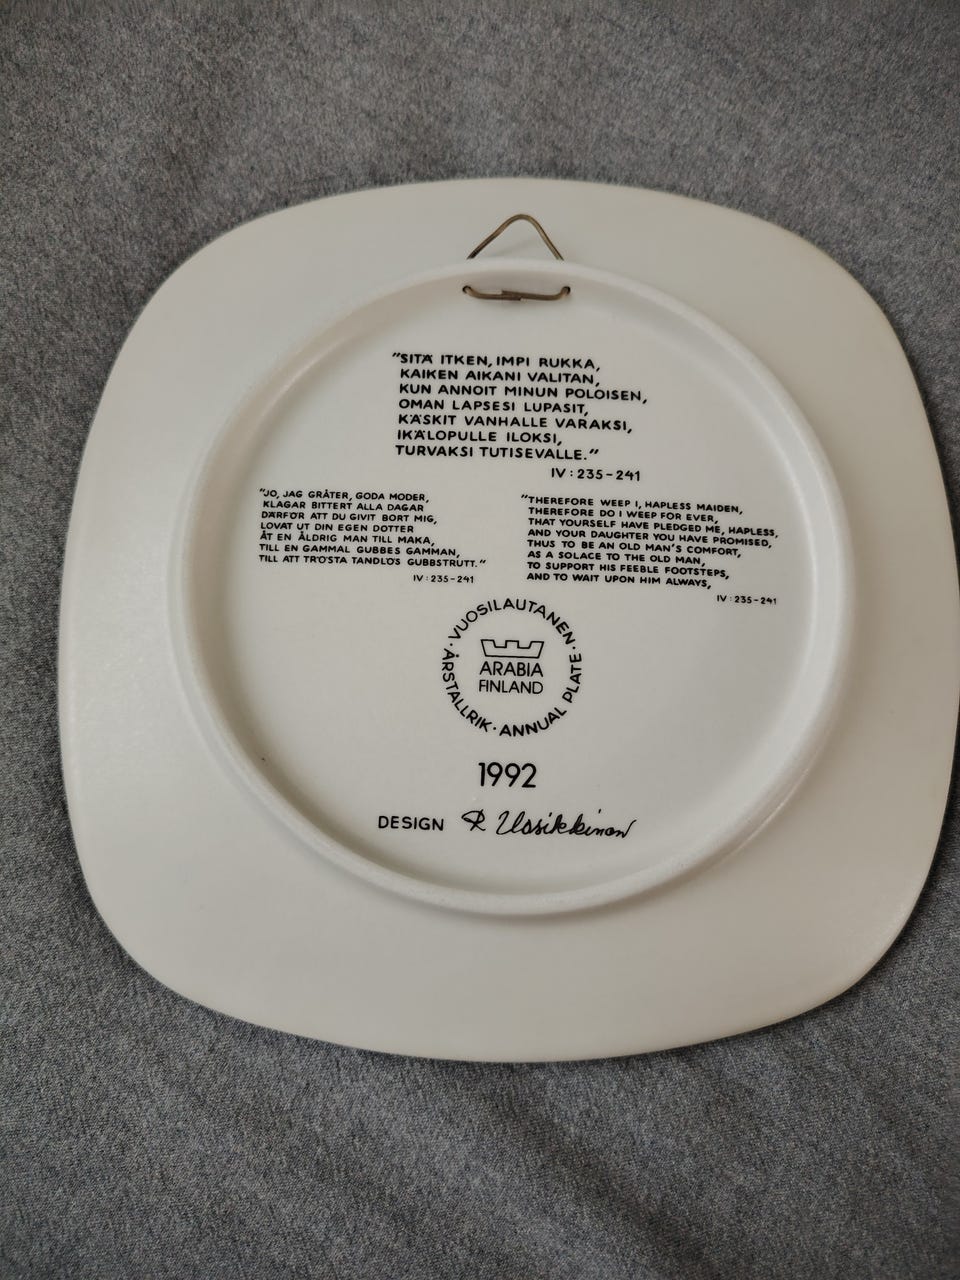 "SITÄ ITKEN, IMPI RUKKA,
KAIKEN AIKANI VALITAN,
KUN ANNOIT MINUN POLOISEN,
OMAN LAPSESI LUPASIT,
KÄSKIT VANHALLE VARAKSI,
IKÄLOPULLE ILOKSI,
TURVAKSI TUTISEVALLE."
IV : 235-241
"JO, JAG GRÅTER, GODA MODER,
KLAGAR BITTERT ALLA DAGAR
DÄRFÖR ATT DU GIVIT BORT MIG,
LOVAT UT DIN EGEN DOTTER
ÅT EN ÅLDRIG MAN TILL MAKA,
TILL EN GAMMAL GUBBES GAMMAN,
TILL ATT TRÖSTA TANDLÖS GUBBSTRUTT."
IV : 235-241
"THEREFORE WEEP I, HAPLESS MAIDEN,
THEREFORE DO I WEEP FOR EVER,
THAT YOURSELF HAVE PLEDGED ME, HAPLESS,
AND YOUR DAUGHTER YOU HAVE PROMISED,
THUS TO BE AN OLD MAN'S COMFORT,
AS A SOLACE TO THE OLD MAN,
TO SUPPORT HIS FEEBLE FOOTSTEPS,
AND TO WAIT UPON HIM ALWAYS,
IV : 235-241
· VUOSILAUTANEN · ANNUAL PLATE · ÅRSTALLRIK
ARABIA
FINLAND
1992
DESIGN R Uosikkinen